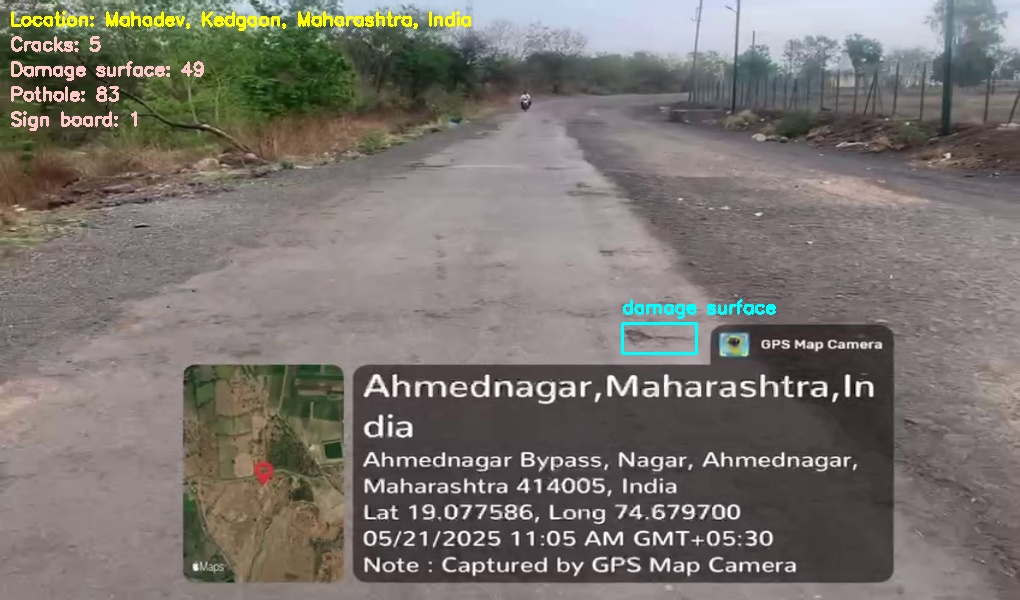 Location: Mahadev, Kedgaon, Maharashtra, India
Cracks: 5
Damage surface: 49
Pothole: 83
Sign board: 1
damage surface
GPS Map Camera
Ahmednagar,Maharashtra,In
dia
Ahmednagar Bypass, Nagar, Ahmednagar,
Maharashtra 414005, India
Lat 19.077586, Long 74.679700
05/21/2025 11:05 AM GMT+05:30
Note : Captured by GPS Map Camera
Maps